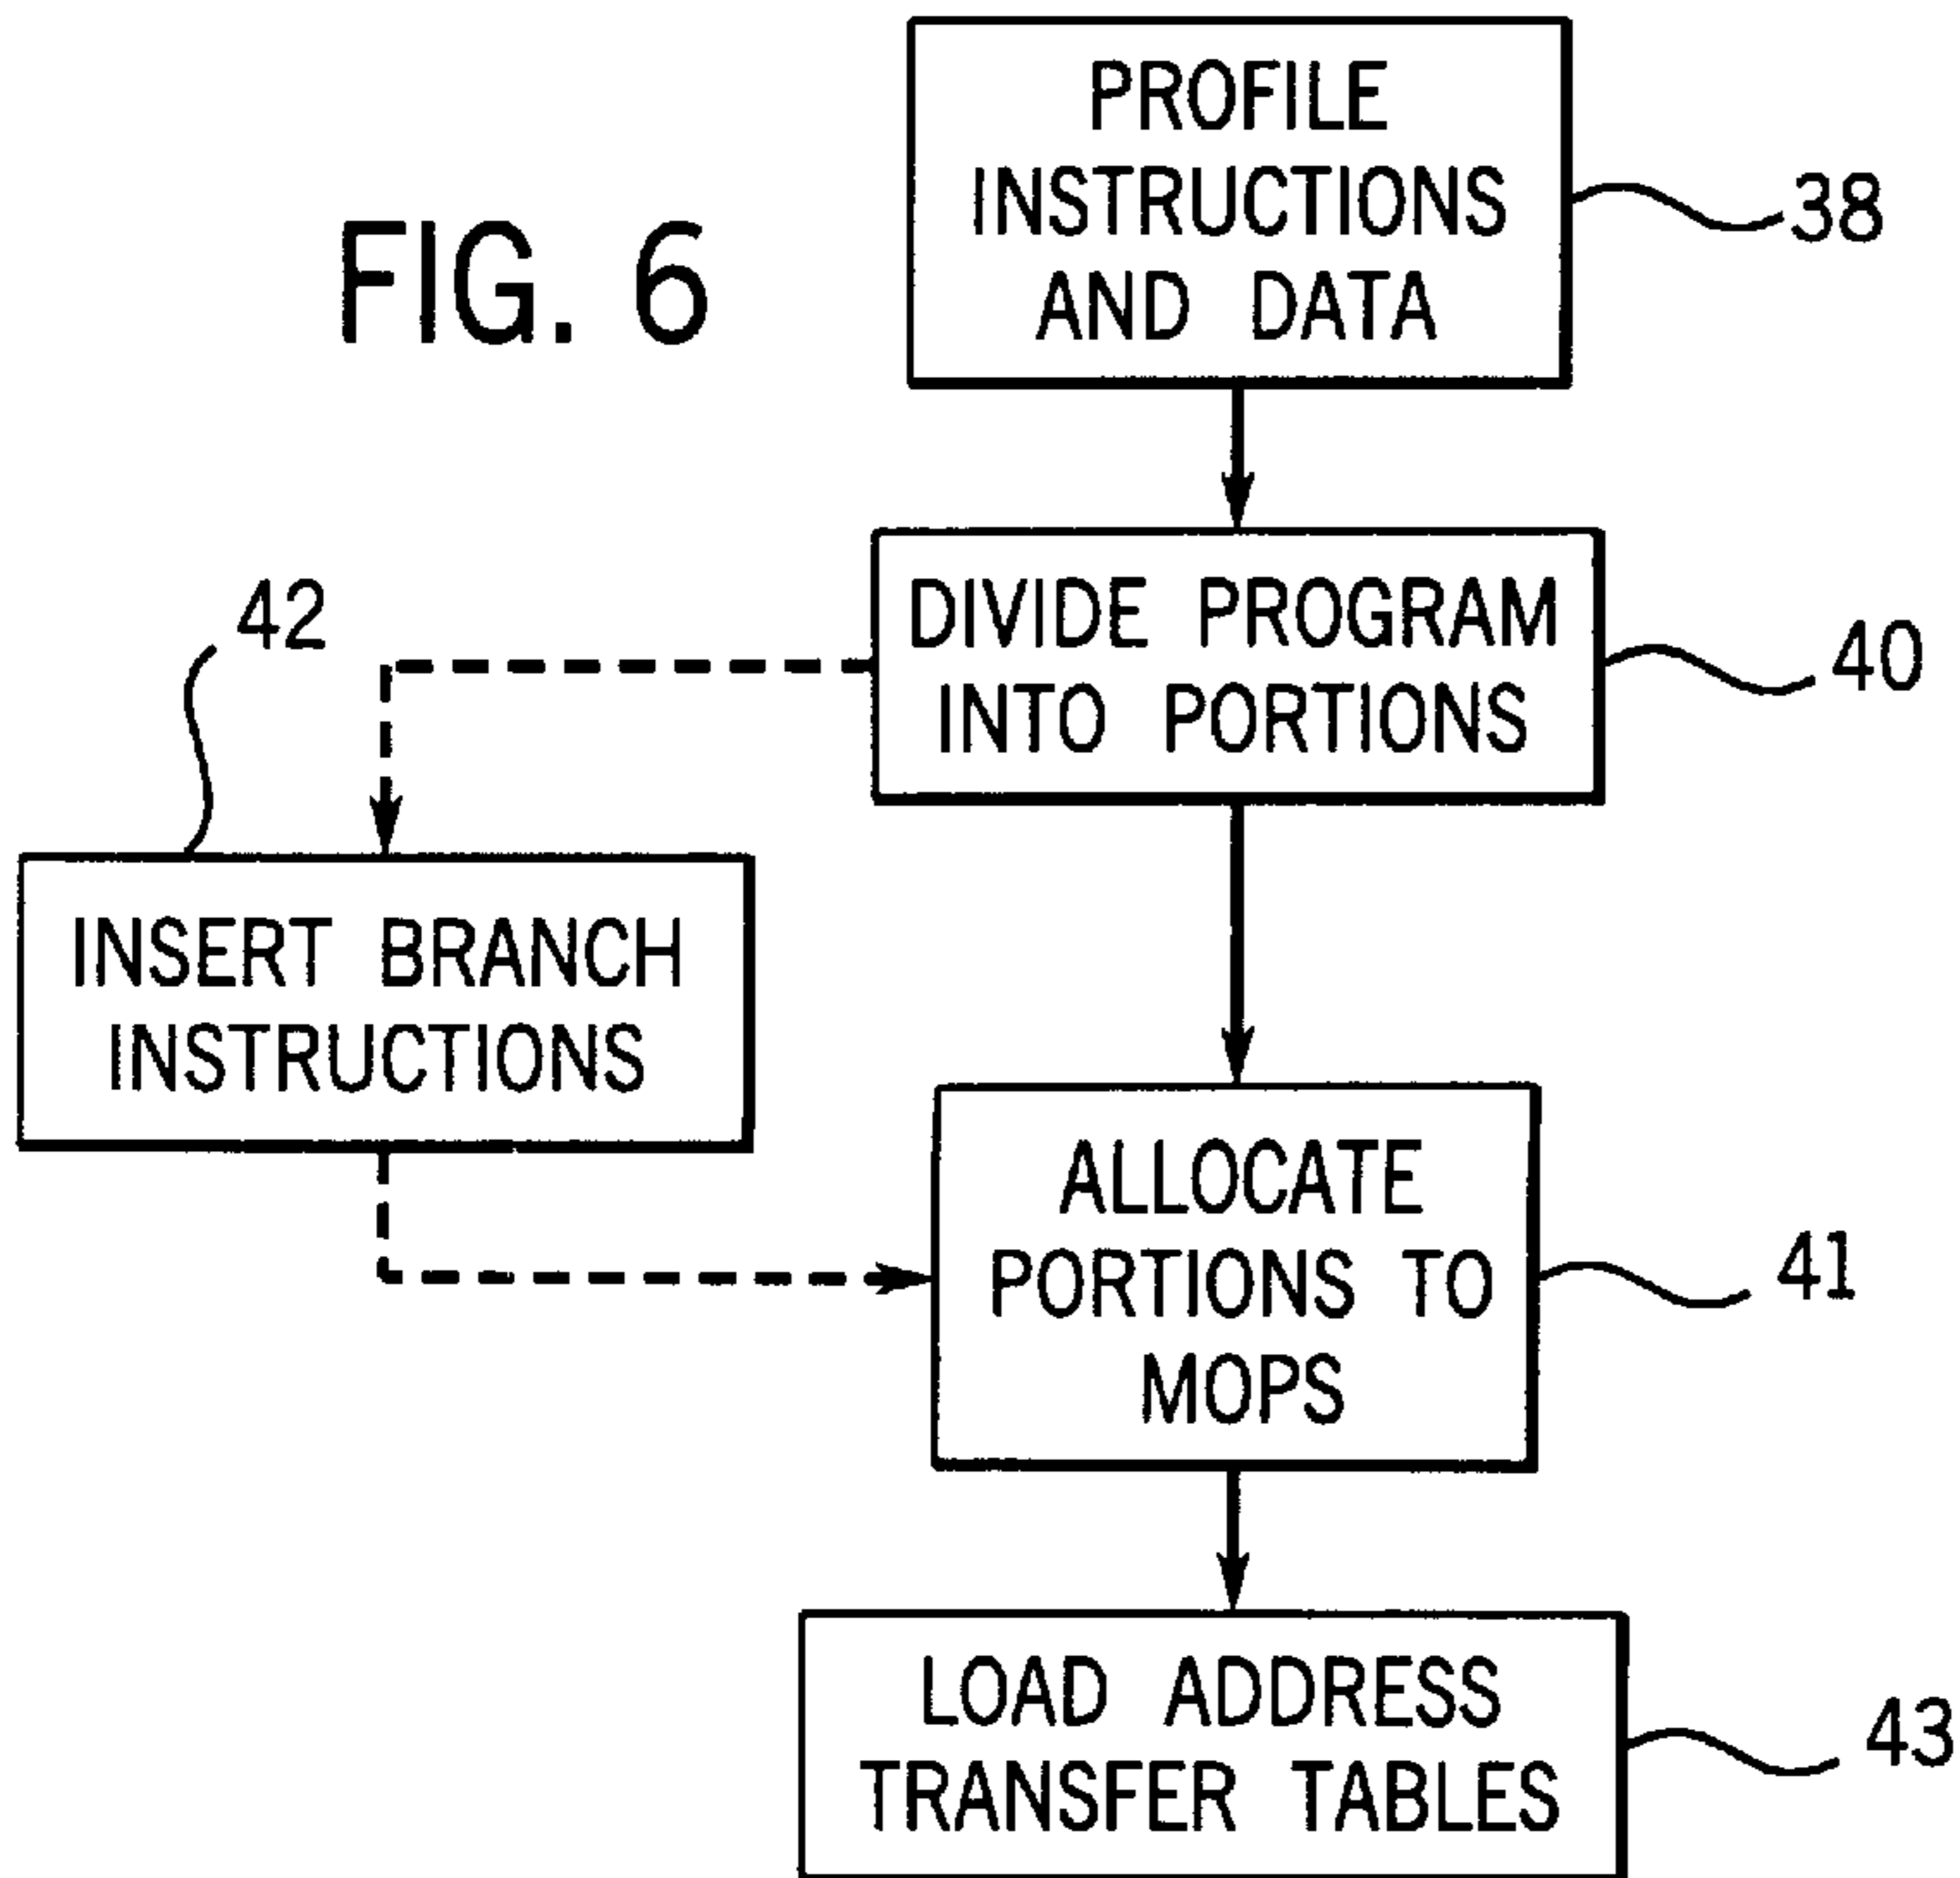 FIG. 6
PROFILE
INSTRUCTIONS
AND DATA
38
DIVIDE PROGRAM
INTO PORTIONS
40
42
INSERT BRANCH
INSTRUCTIONS
ALLOCATE
PORTIONS TO
MOPS
41
LOAD ADDRESS
TRANSFER TABLES
43